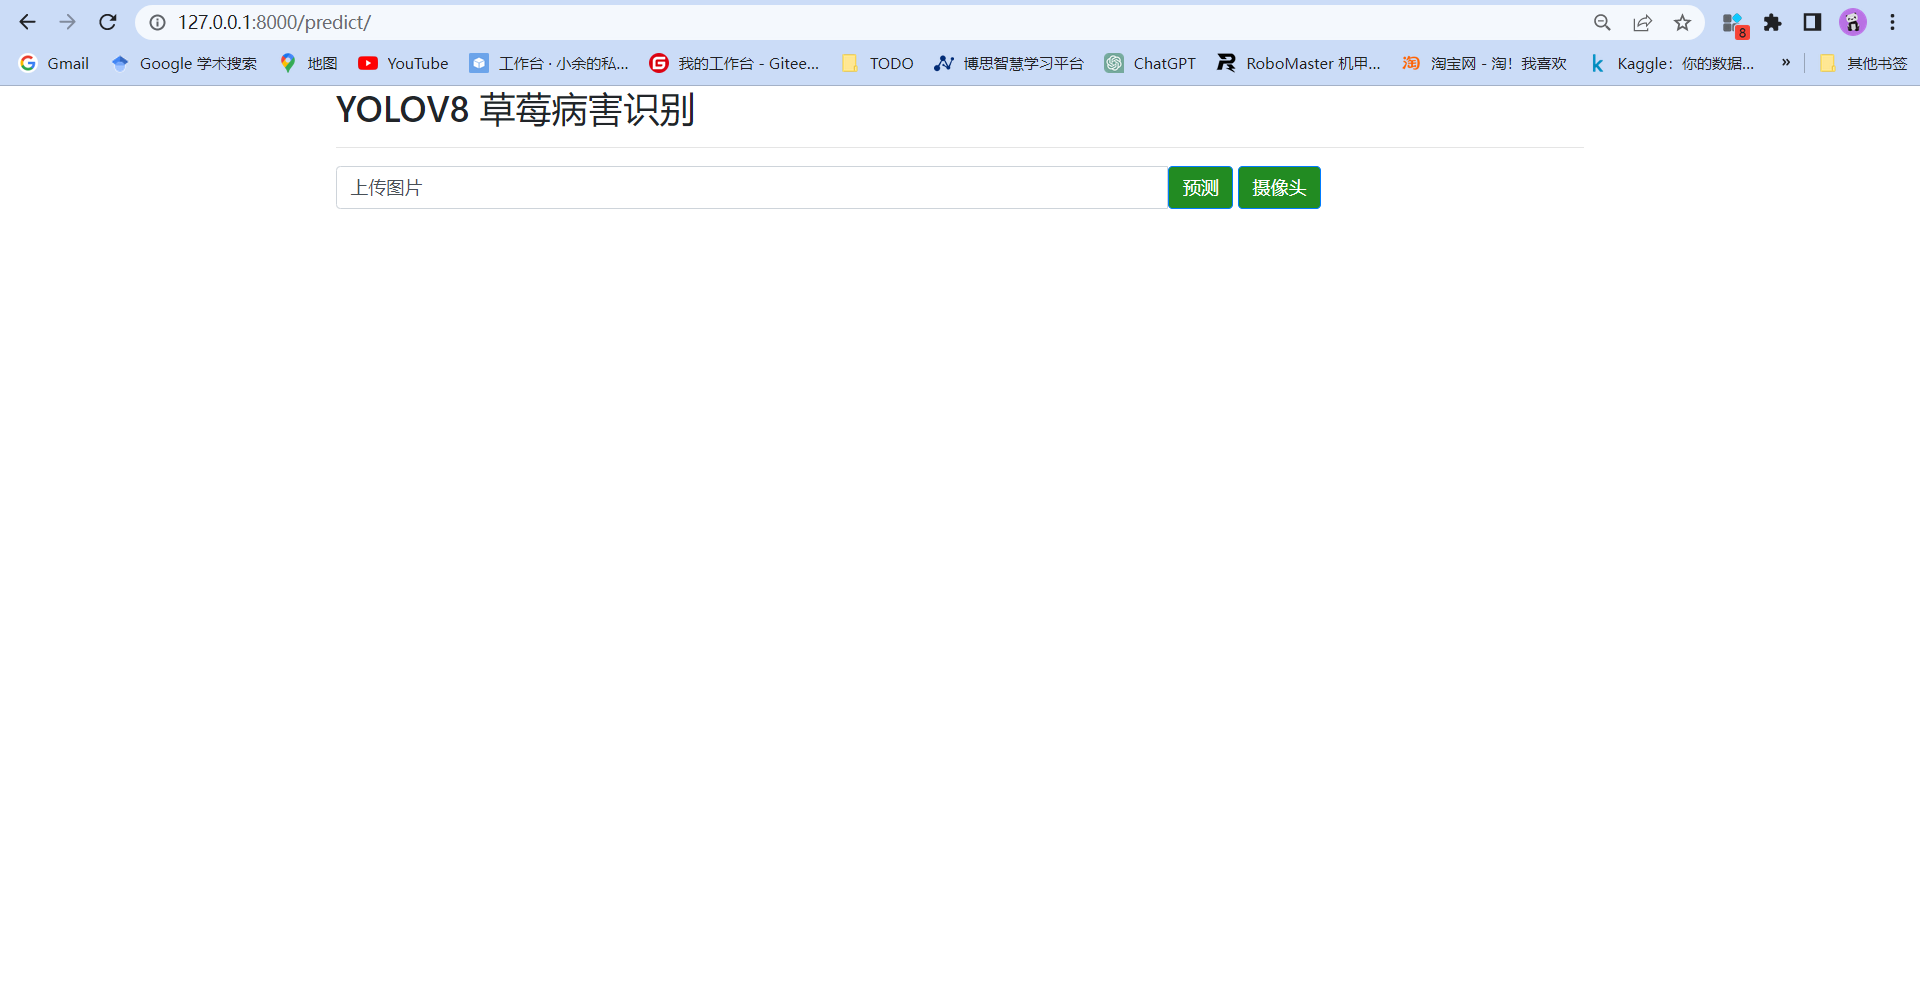 127.0.0.1:8000/predict/
8
Gmail Google 学术搜索 地图 YouTube 工作台 · 小余的私... 我的工作台 - Gitee... TODO 博思智慧学习平台 ChatGPT RoboMaster 机甲... 淘宝网 - 淘！我喜欢 Kaggle：你的数据... » 其他书签
YOLOV8 草莓病害识别
上传图片 预测 摄像头